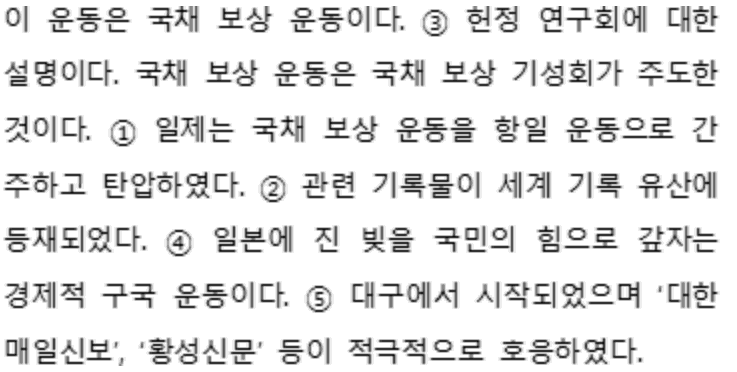 이 운동은 국채 보상 운동이다. ③ 헌정 연구회에 대한
설명이다. 국채 보상 운동은 국채 보상 기성회가 주도한
것이다. ① 일제는 국채 보상 운동을 항일 운동으로 간
주하고 탄압하였다. ② 관련 기록물이 세계 기록 유산에
등재되었다. ④ 일본에 진 빚을 국민의 힘으로 갚자는
경제적 구국 운동이다. ⑤ 대구에서 시작되었으며 ‘대한
매일신보’, ‘황성신문’ 등이 적극적으로 호응하였다.